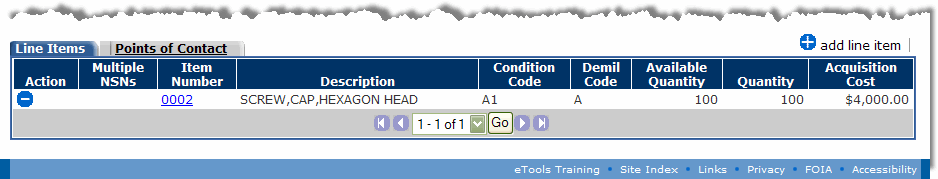 Line Items Points of Contact add line item
Action Multiple NSNs Item Number Description Condition Code Demil Code Available Quantity Quantity Acquisition Cost
0002 SCREW,CAP,HEXAGON HEAD A1 A 100 100 $4,000.00
1 - 1 of 1 Go
eTools Training • Site Index • Links • Privacy • FOIA • Accessibility